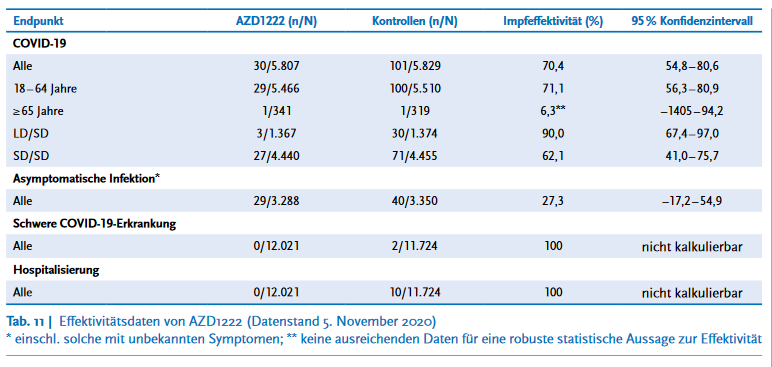 Endpunkt AZD1222 (n/N) Kontrollen (n/N) Impfeffektivität (%) 95 % Konfidenzintervall
COVID-19
Alle 30/5.807 101/5.829 70,4 54,8–80,6
18–64 Jahre 29/5.466 100/5.510 71,1 56,3–80,9
≥65 Jahre 1/341 1/319 6,3** –1405–94,2
LD/SD 3/1.367 30/1.374 90,0 67,4–97,0
SD/SD 27/4.440 71/4.455 62,1 41,0–75,7
Asymptomatische Infektion*
Alle 29/3.288 40/3.350 27,3 –17,2–54,9
Schwere COVID-19-Erkrankung
Alle 0/12.021 2/11.724 100 nicht kalkulierbar
Hospitalisierung
Alle 0/12.021 10/11.724 100 nicht kalkulierbar
Tab. 11 | Effektivitätsdaten von AZD1222 (Datenstand 5. November 2020)
* einschl. solche mit unbekannten Symptomen; ** keine ausreichenden Daten für eine robuste statistische Aussage zur Effektivität